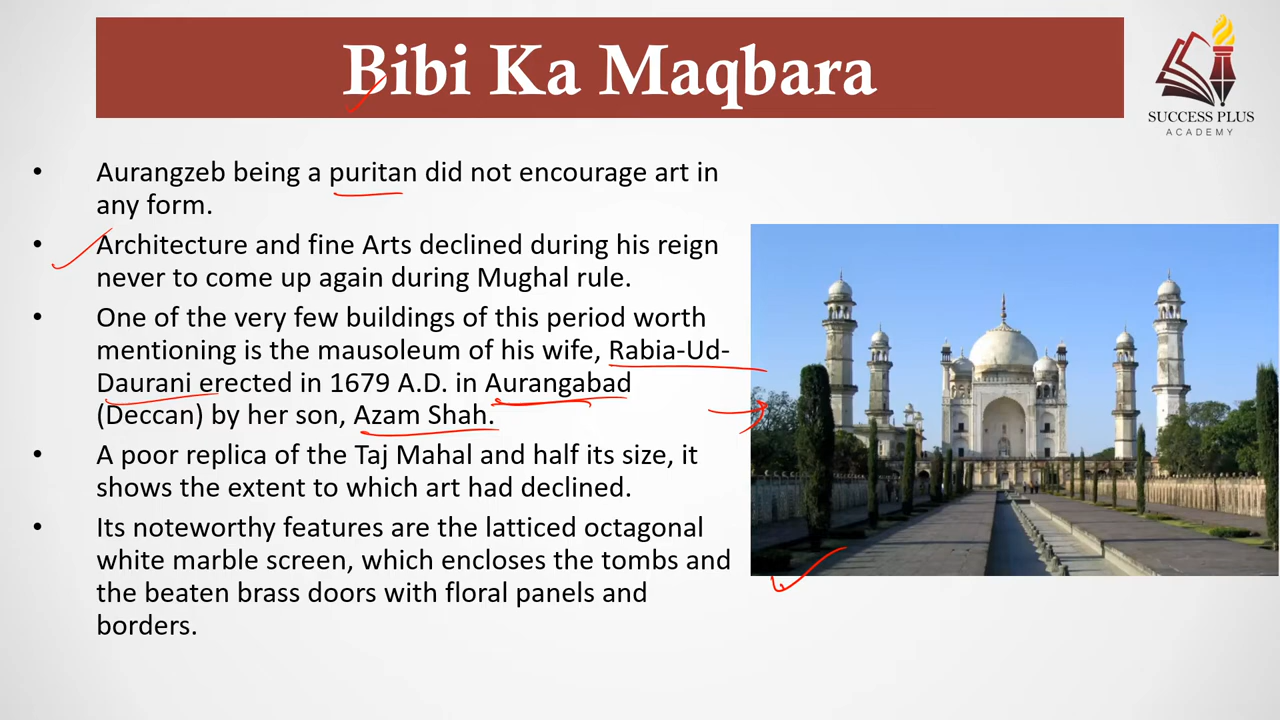 Bibi Ka Maqbara
SUCCESS PLUS
ACADEMY
• Aurangzeb being a puritan did not encourage art in
any form.
• Architecture and fine Arts declined during his reign
never to come up again during Mughal rule.
• One of the very few buildings of this period worth
mentioning is the mausoleum of his wife, Rabia-Ud-
Daurani erected in 1679 A.D. in Aurangabad
(Deccan) by her son, Azam Shah.
• A poor replica of the Taj Mahal and half its size, it
shows the extent to which art had declined.
• Its noteworthy features are the latticed octagonal
white marble screen, which encloses the tombs and
the beaten brass doors with floral panels and
borders.